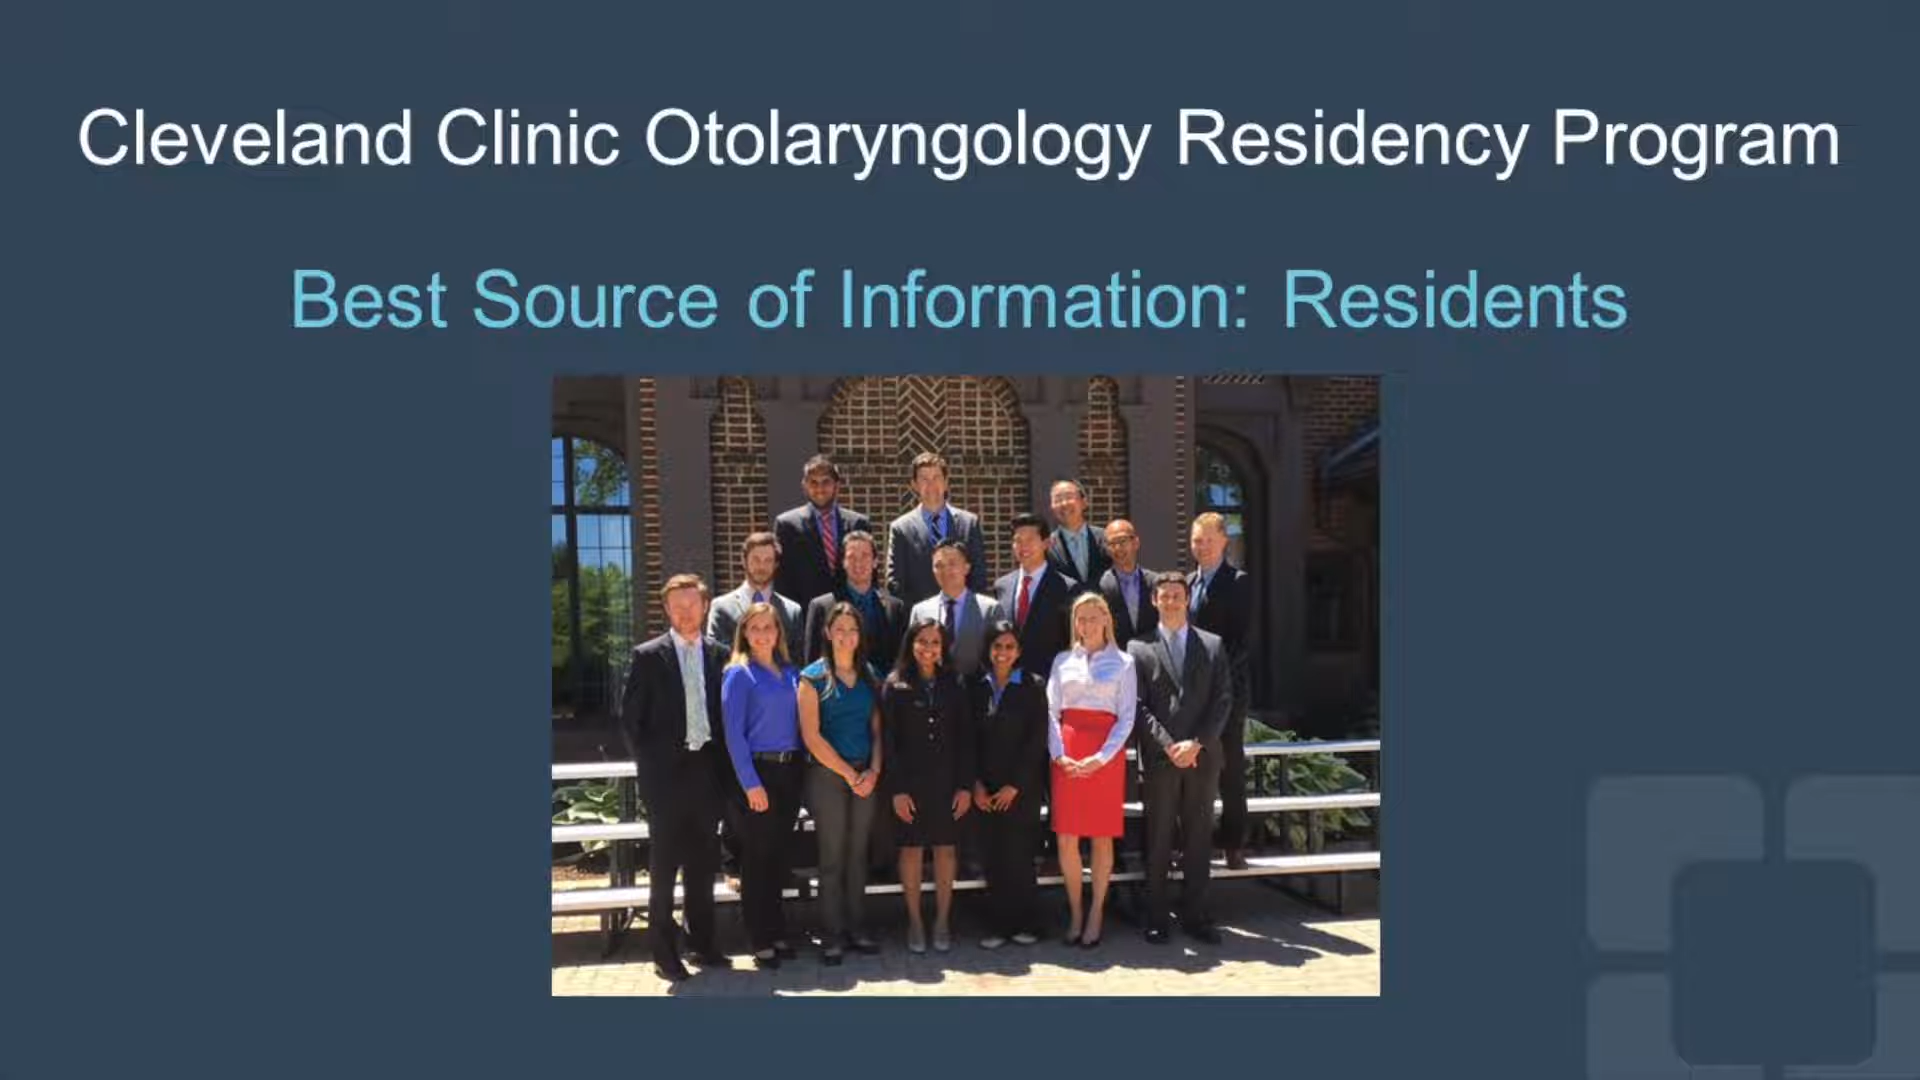 Cleveland Clinic Otolaryngology Residency Program
Best Source of Information: Residents